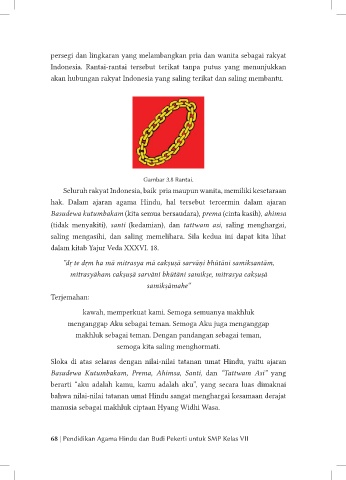 persegi dan lingkaran yang melambangkan pria dan wanita sebagai rakyat
Indonesia. Rantai-rantai tersebut terikat tanpa putus yang menunjukkan
akan hubungan rakyat Indonesia yang saling terikat dan saling membantu.
Gambar 3.8 Rantai.
Seluruh rakyat Indonesia, baik pria maupun wanita, memiliki kesetaraan
hak. Dalam ajaran agama Hindu, hal tersebut tercermin dalam ajaran
Basudewa kutumbakam (kita semua bersaudara), prema (cinta kasih), ahimsa
(tidak menyakiti), santi (kedamian), dan tattwam asi, saling menghargai,
saling mengasihi, dan saling memelihara. Sila kedua ini dapat kita lihat
dalam kitab Yajur Veda XXXVI. 18.
"dṛ te dṛm ha mā mitrasya mā cakṣuṣā sarvāṇi bhūtāni samikṣantām,
mitrasyāham cakṣuṣā sarvāṇi bhūtāni samikṣe, mitrasya cakṣuṣā
samikṣāmahe"
Terjemahan:
kawah, memperkuat kami. Semoga semuanya makhluk
menganggap Aku sebagai teman. Semoga Aku juga menganggap
makhluk sebagai teman. Dengan pandangan sebagai teman,
semoga kita saling menghormati.
Sloka di atas selaras dengan nilai-nilai tatanan umat Hindu, yaitu ajaran
Basudewa Kutumbakam, Prema, Ahimsa, Santi, dan "Tattwam Asi" yang
berarti "aku adalah kamu, kamu adalah aku", yang secara luas dimaknai
bahwa nilai-nilai tatanan umat Hindu sangat menghargai kesamaan derajat
manusia sebagai makhluk ciptaan Hyang Widhi Wasa.
68 | Pendidikan Agama Hindu dan Budi Pekerti untuk SMP Kelas VII